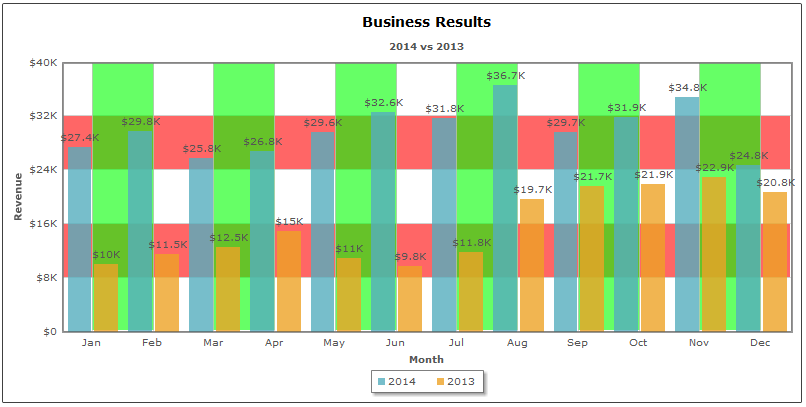 Business Results
2014 vs 2013
Revenue
$40K
$32K
$24K
$16K
$8K
$0
$27.4K
$29.8K
$25.8K
$26.8K
$29.6K
$32.6K
$31.8K
$36.7K
$29.7K
$31.9K
$34.8K
$24.8K
$10K
$11.5K
$12.5K
$15K
$11K
$9.8K
$11.8K
$19.7K
$21.7K
$21.9K
$22.9K
$20.8K
Jan Feb Mar Apr May Jun Jul Aug Sep Oct Nov Dec
Month
2014 2013